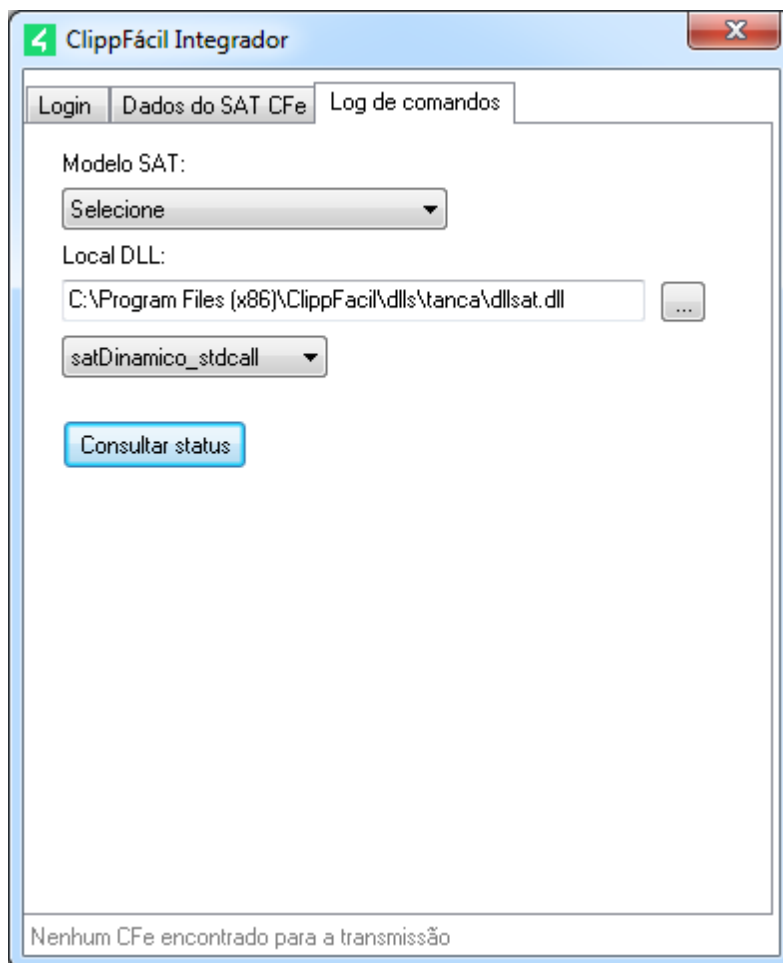 ClippFácil Integrador
Login Dados do SAT CFe Log de comandos
Modelo SAT:
Selecione
Local DLL:
C:\Program Files (x86)\ClippFacil\dlls\tanca\dllsat.dll ...
satDinamico_stdcall
Consultar status
Nenhum CFe encontrado para a transmissão